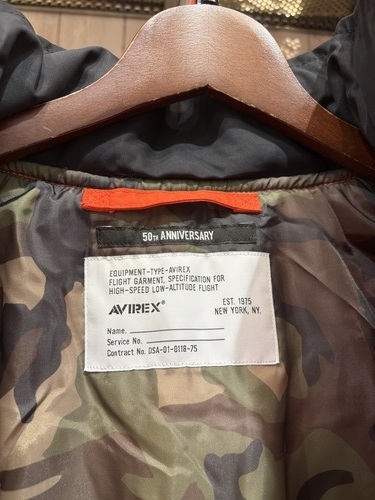 50TH ANNIVERSARY
EQUIPMENT-TYPE-AVIREX
FLIGHT GARMENT, SPECIFICATION FOR
HIGH-SPEED LOW-ALTITUDE FLIGHT
AVIREX®
EST. 1975
NEW YORK, NY.
Name.
Service No.
Contract No. DSA-01-0118-75